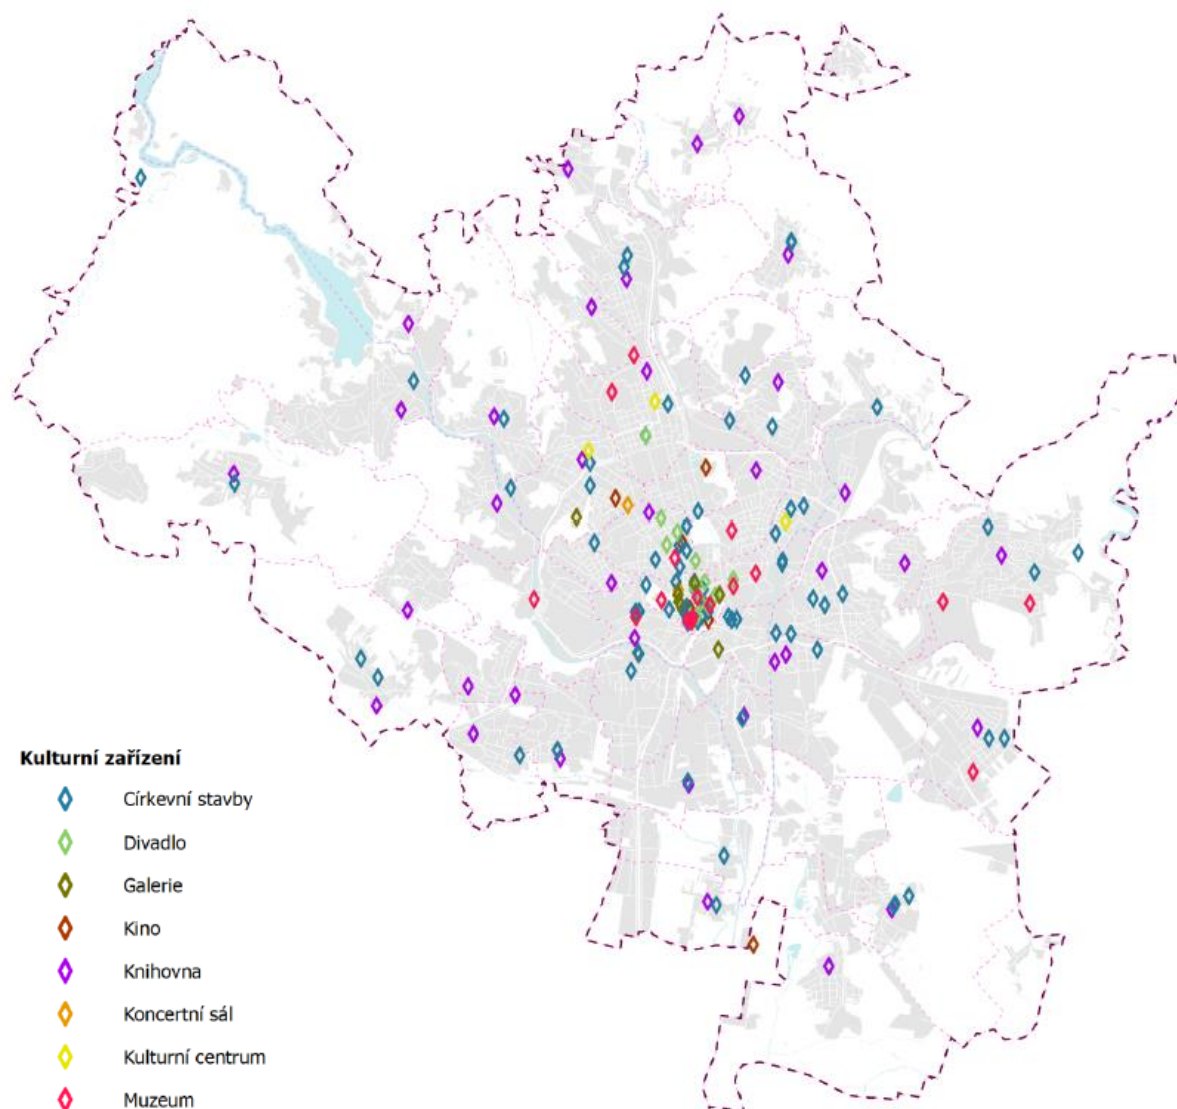 Kulturní zařízení
Církevní stavby
Divadlo
Galerie
Kino
Knihovna
Koncertní sál
Kulturní centrum
Muzeum